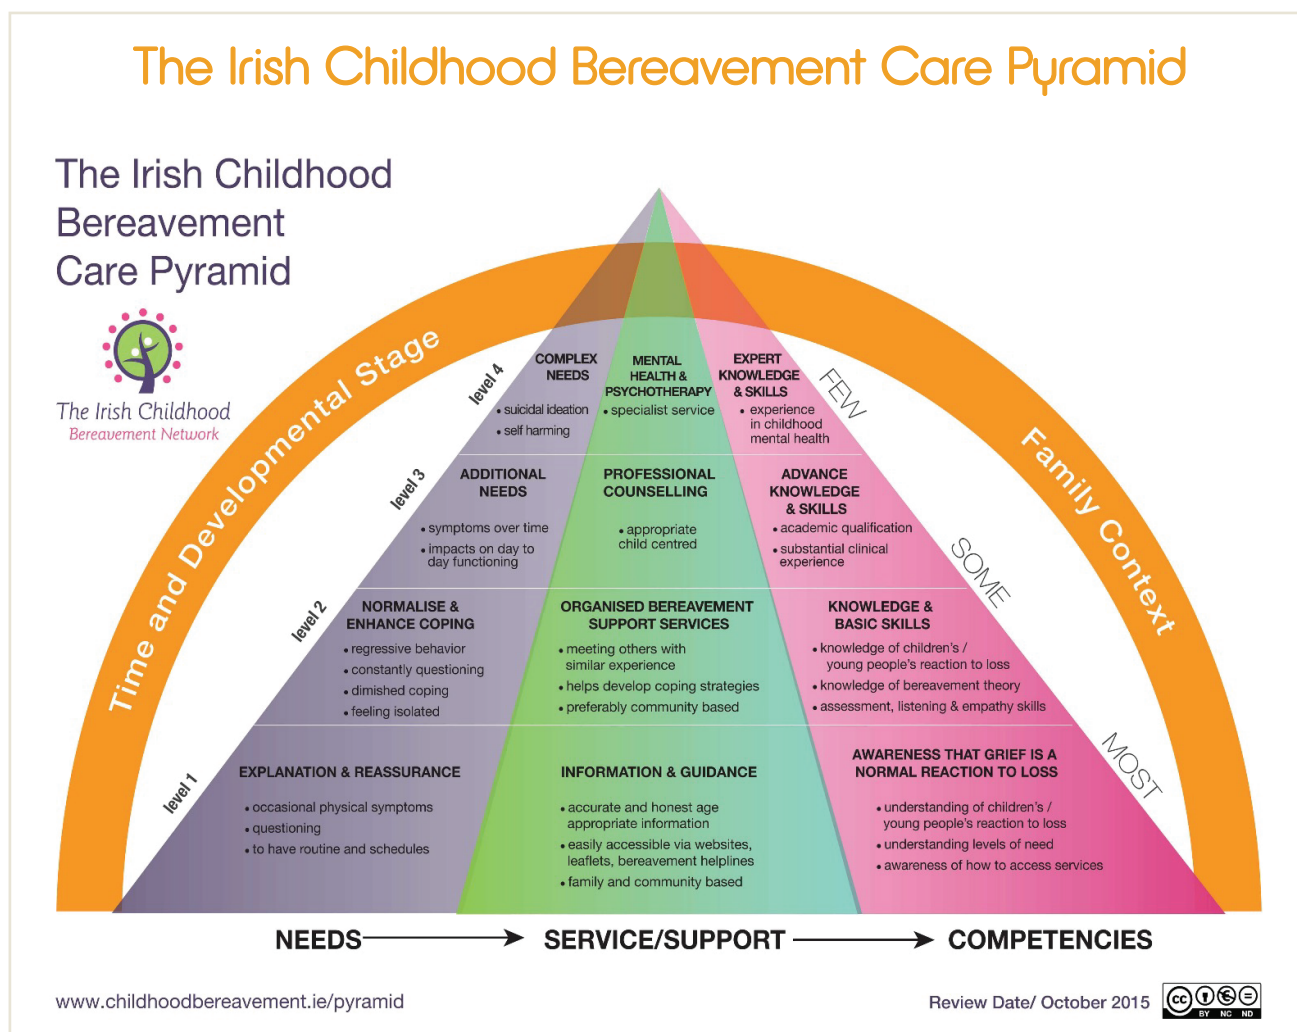 The Irish Childhood Bereavement Care Pyramid
The Irish Childhood
Bereavement
Care Pyramid
The Irish Childhood
Bereavement Network
Time and Developmental Stage
Family Context
level 4
COMPLEX
NEEDS
• suicidal ideation
• self harming
MENTAL
HEALTH &
PSYCHOTHERAPY
• specialist service
EXPERT
KNOWLEDGE
& SKILLS
• experience
in childhood
mental health
FEW
level 3
ADDITIONAL
NEEDS
• symptoms over time
• impacts on day to
day functioning
PROFESSIONAL
COUNSELLING
• appropriate
child centred
ADVANCE
KNOWLEDGE
& SKILLS
• academic qualification
• substantial clinical
experience
SOME
level 2
NORMALISE &
ENHANCE COPING
• regressive behavior
• constantly questioning
• dimished coping
• feeling isolated
ORGANISED BEREAVEMENT
SUPPORT SERVICES
• meeting others with
similar experience
• helps develop coping strategies
• preferably community based
KNOWLEDGE &
BASIC SKILLS
• knowledge of children's /
young people's reaction to loss
• knowledge of bereavement theory
• assessment, listening & empathy skills
MOST
level 1
EXPLANATION & REASSURANCE
• occasional physical symptoms
• questioning
• to have routine and schedules
INFORMATION & GUIDANCE
• accurate and honest age
appropriate information
• easily accessible via websites,
leaflets, bereavement helplines
• family and community based
AWARENESS THAT GRIEF IS A
NORMAL REACTION TO LOSS
• understanding of children's /
young people's reaction to loss
• understanding levels of need
• awareness of how to access services
NEEDS
SERVICE/SUPPORT
COMPETENCIES
www.childhoodbereavement.ie/pyramid
Review Date/ October 2015
cc
BY NC ND